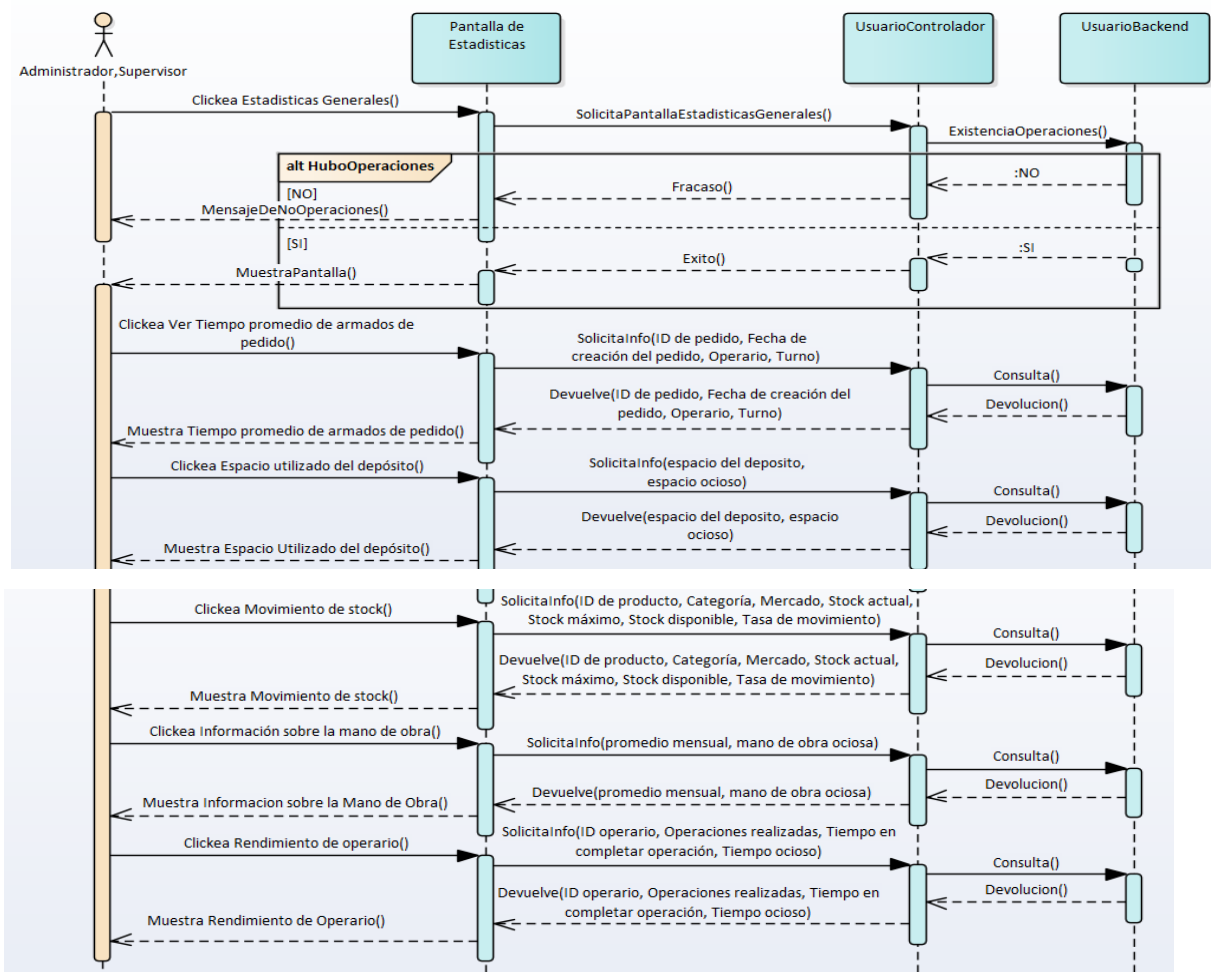 Administrador,Supervisor
Pantalla de
Estadisticas
UsuarioControlador
UsuarioBackend
Clickea Estadisticas Generales()
SolicitaPantallaEstadisticasGenerales()
ExistenciaOperaciones()
alt HuboOperaciones
[NO]
:NO
Fracaso()
MensajeDeNoOperaciones()
[SI]
:SI
Exito()
MuestraPantalla()
Clickea Ver Tiempo promedio de armados de
pedido()
SolicitaInfo(ID de pedido, Fecha de
creación del pedido, Operario, Turno)
Consulta()
Devolucion()
Devuelve(ID de pedido, Fecha de creación del
pedido, Operario, Turno)
Muestra Tiempo promedio de armados de pedido()
Clickea Espacio utilizado del depósito()
SolicitaInfo(espacio del deposito,
espacio ocioso)
Consulta()
Devolucion()
Devuelve(espacio del deposito, espacio
ocioso)
Muestra Espacio Utilizado del depósito()
Clickea Movimiento de stock()
SolicitaInfo(ID de producto, Categoría, Mercado, Stock actual,
Stock máximo, Stock disponible, Tasa de movimiento)
Consulta()
Devolucion()
Devuelve(ID de producto, Categoría, Mercado, Stock actual,
Stock máximo, Stock disponible, Tasa de movimiento)
Muestra Movimiento de stock()
Clickea Información sobre la mano de obra()
SolicitaInfo(promedio mensual, mano de obra ociosa)
Consulta()
Devolucion()
Devuelve(promedio mensual, mano de obra ociosa)
Muestra Informacion sobre la Mano de Obra()
Clickea Rendimiento de operario()
SolicitaInfo(ID operario, Operaciones realizadas, Tiempo en
completar operación, Tiempo ocioso)
Consulta()
Devolucion()
Devuelve(ID operario, Operaciones realizadas, Tiempo en
completar operación, Tiempo ocioso)
Muestra Rendimiento de Operario()